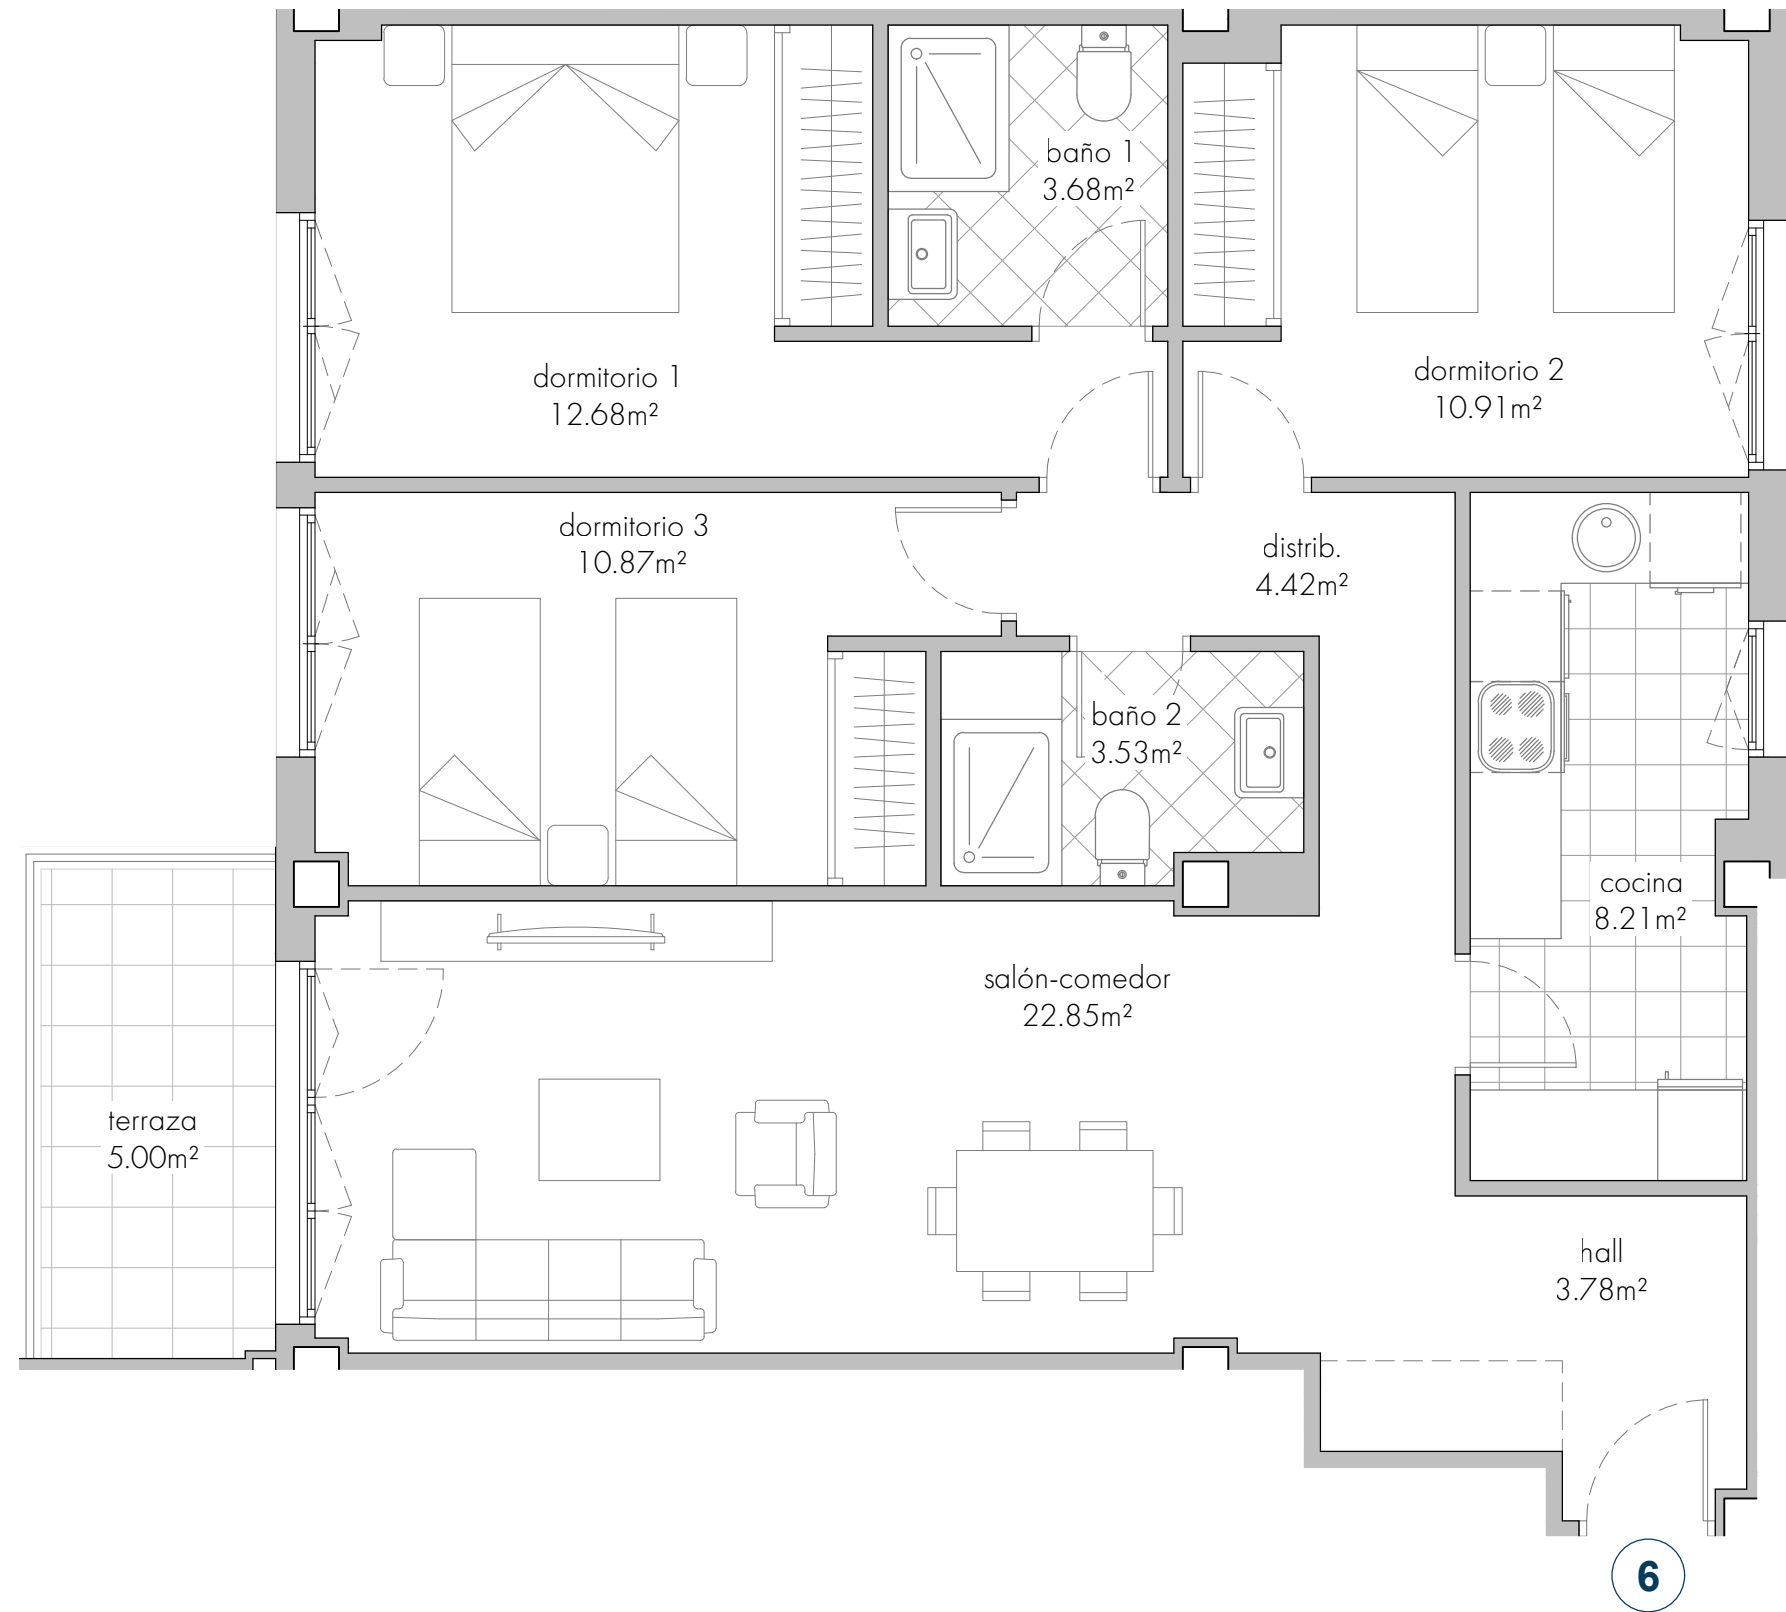 baño 1
3.68m²
dormitorio 1
12.68m²
dormitorio 2
10.91m²
dormitorio 3
10.87m²
distrib.
4.42m²
baño 2
3.53m²
cocina
8.21m²
salón-comedor
22.85m²
terraza
5.00m²
hall
3.78m²
6